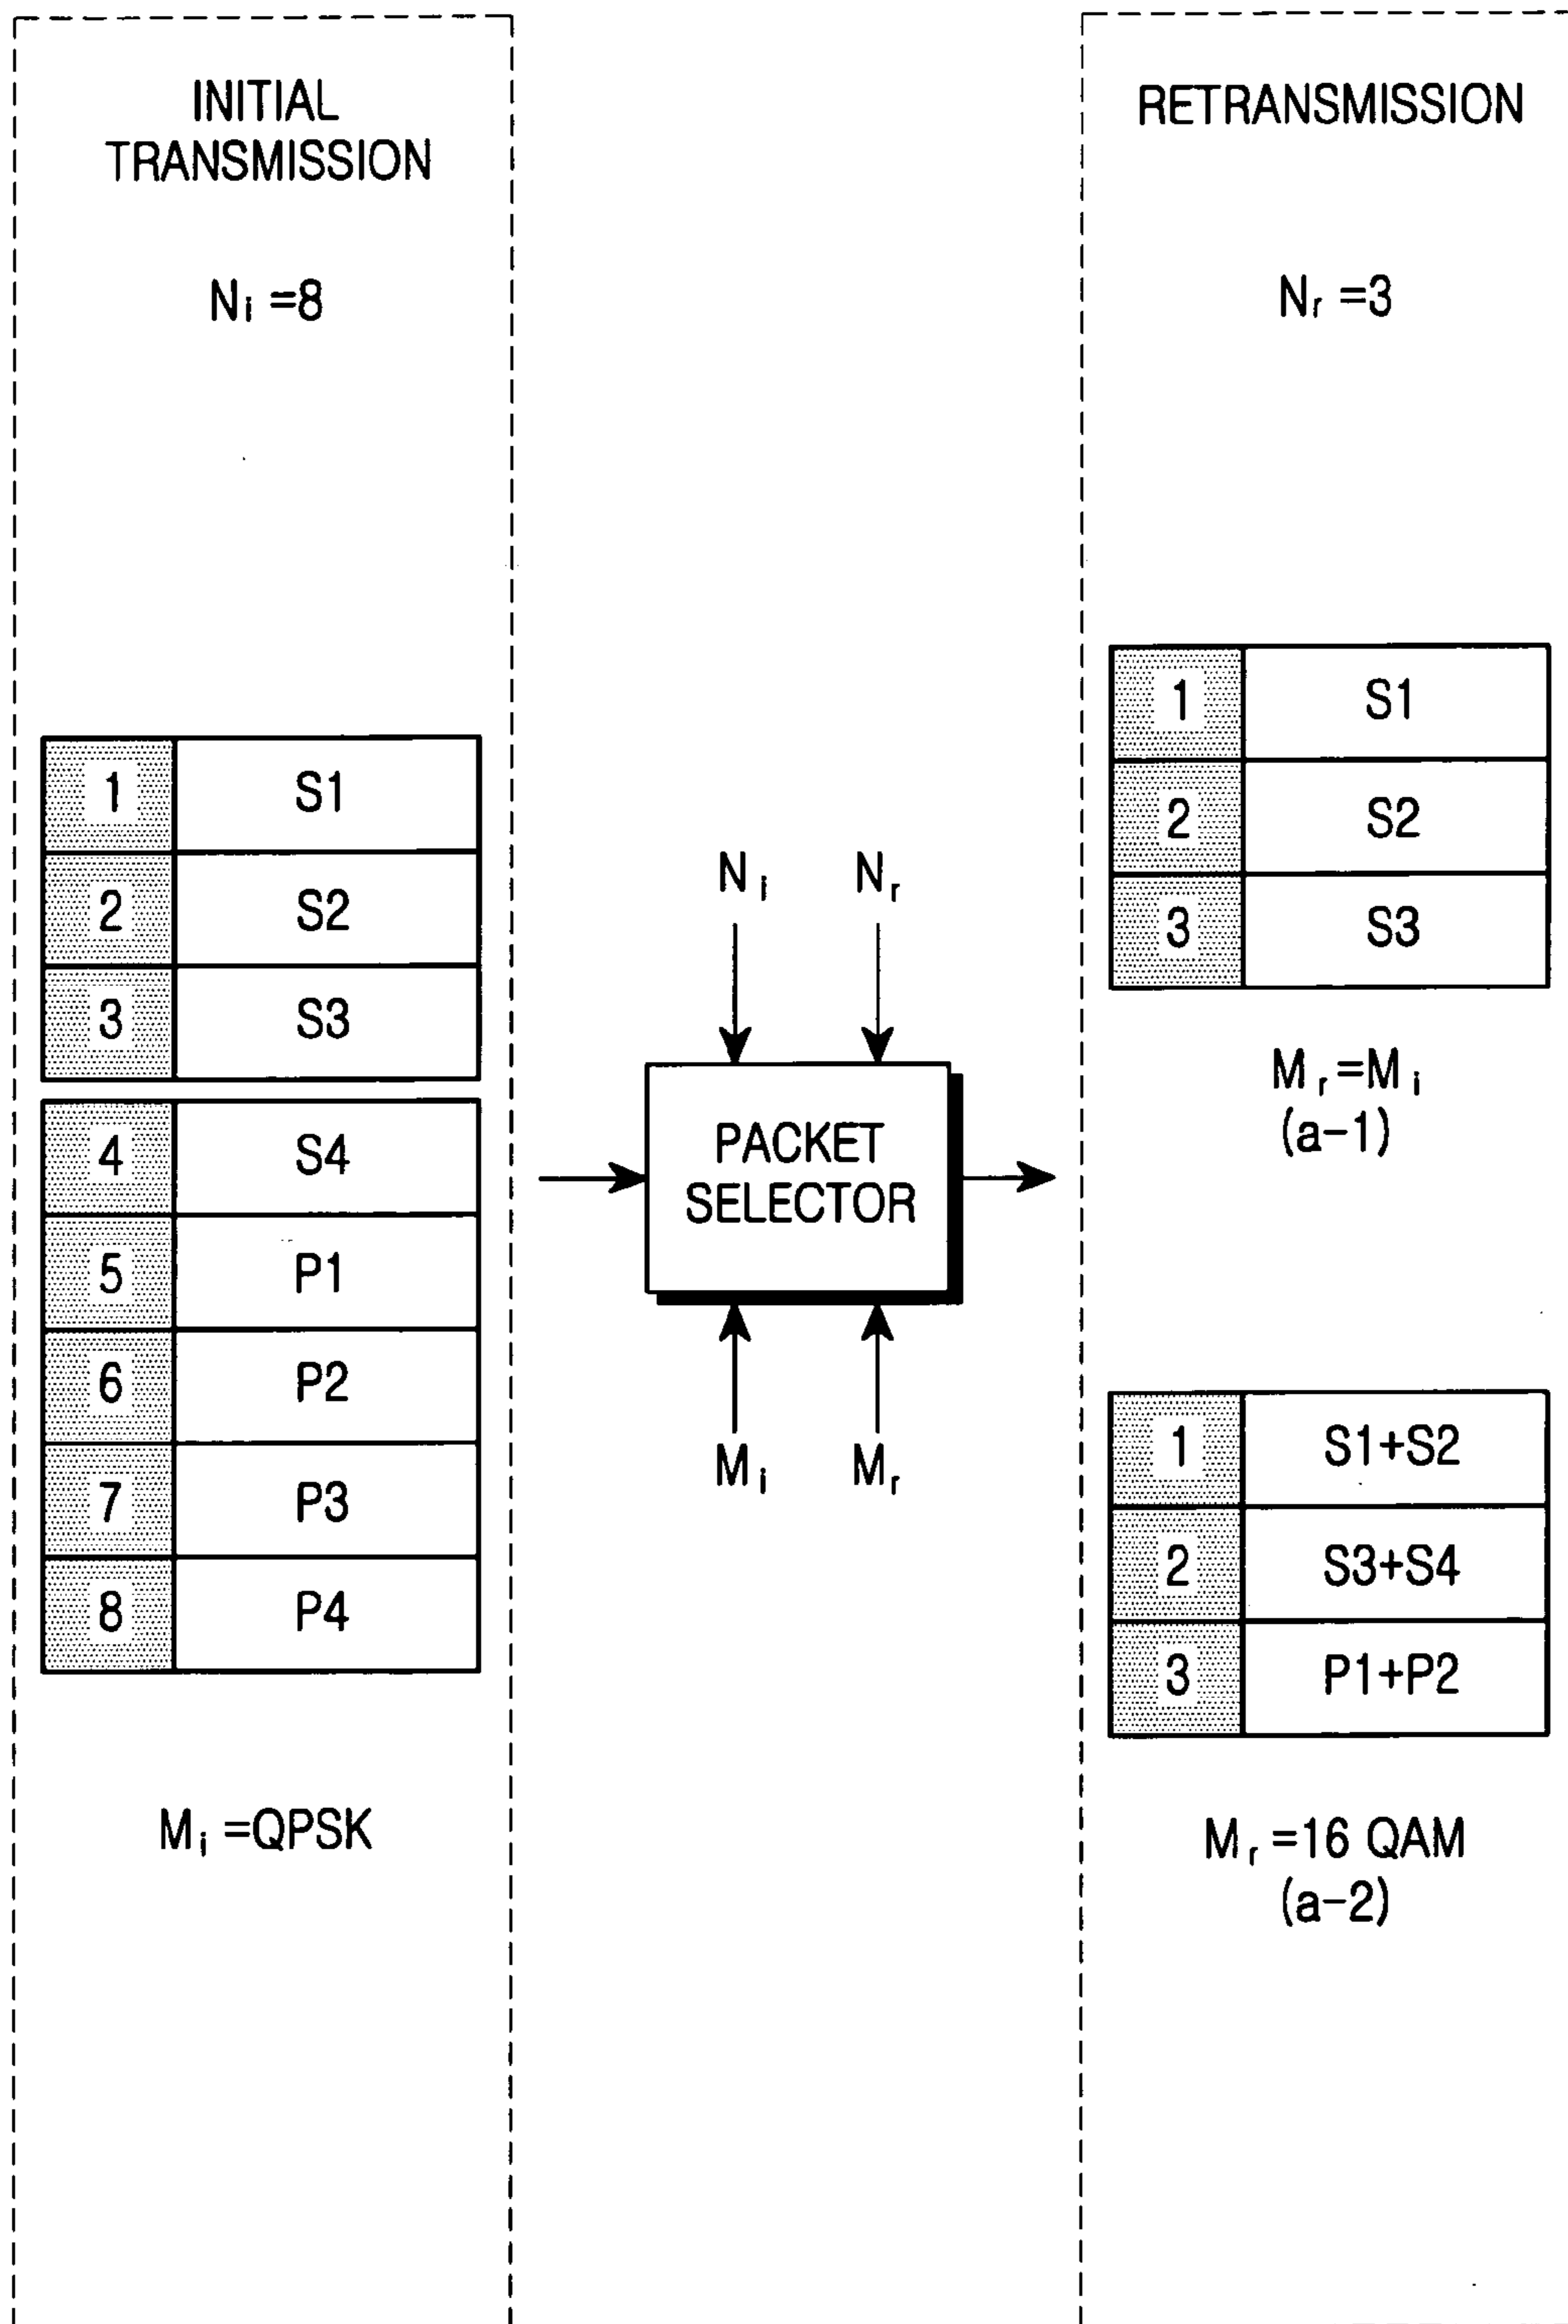 INITIAL
TRANSMISSION
Ni =8
1 S1
2 S2
3 S3
4 S4
5 P1
6 P2
7 P3
8 P4
Mi =QPSK
Ni Nr
PACKET
SELECTOR
Mi Mr
RETRANSMISSION
Nr =3
1 S1
2 S2
3 S3
Mr=Mi
(a-1)
1 S1+S2
2 S3+S4
3 P1+P2
Mr =16 QAM
(a-2)